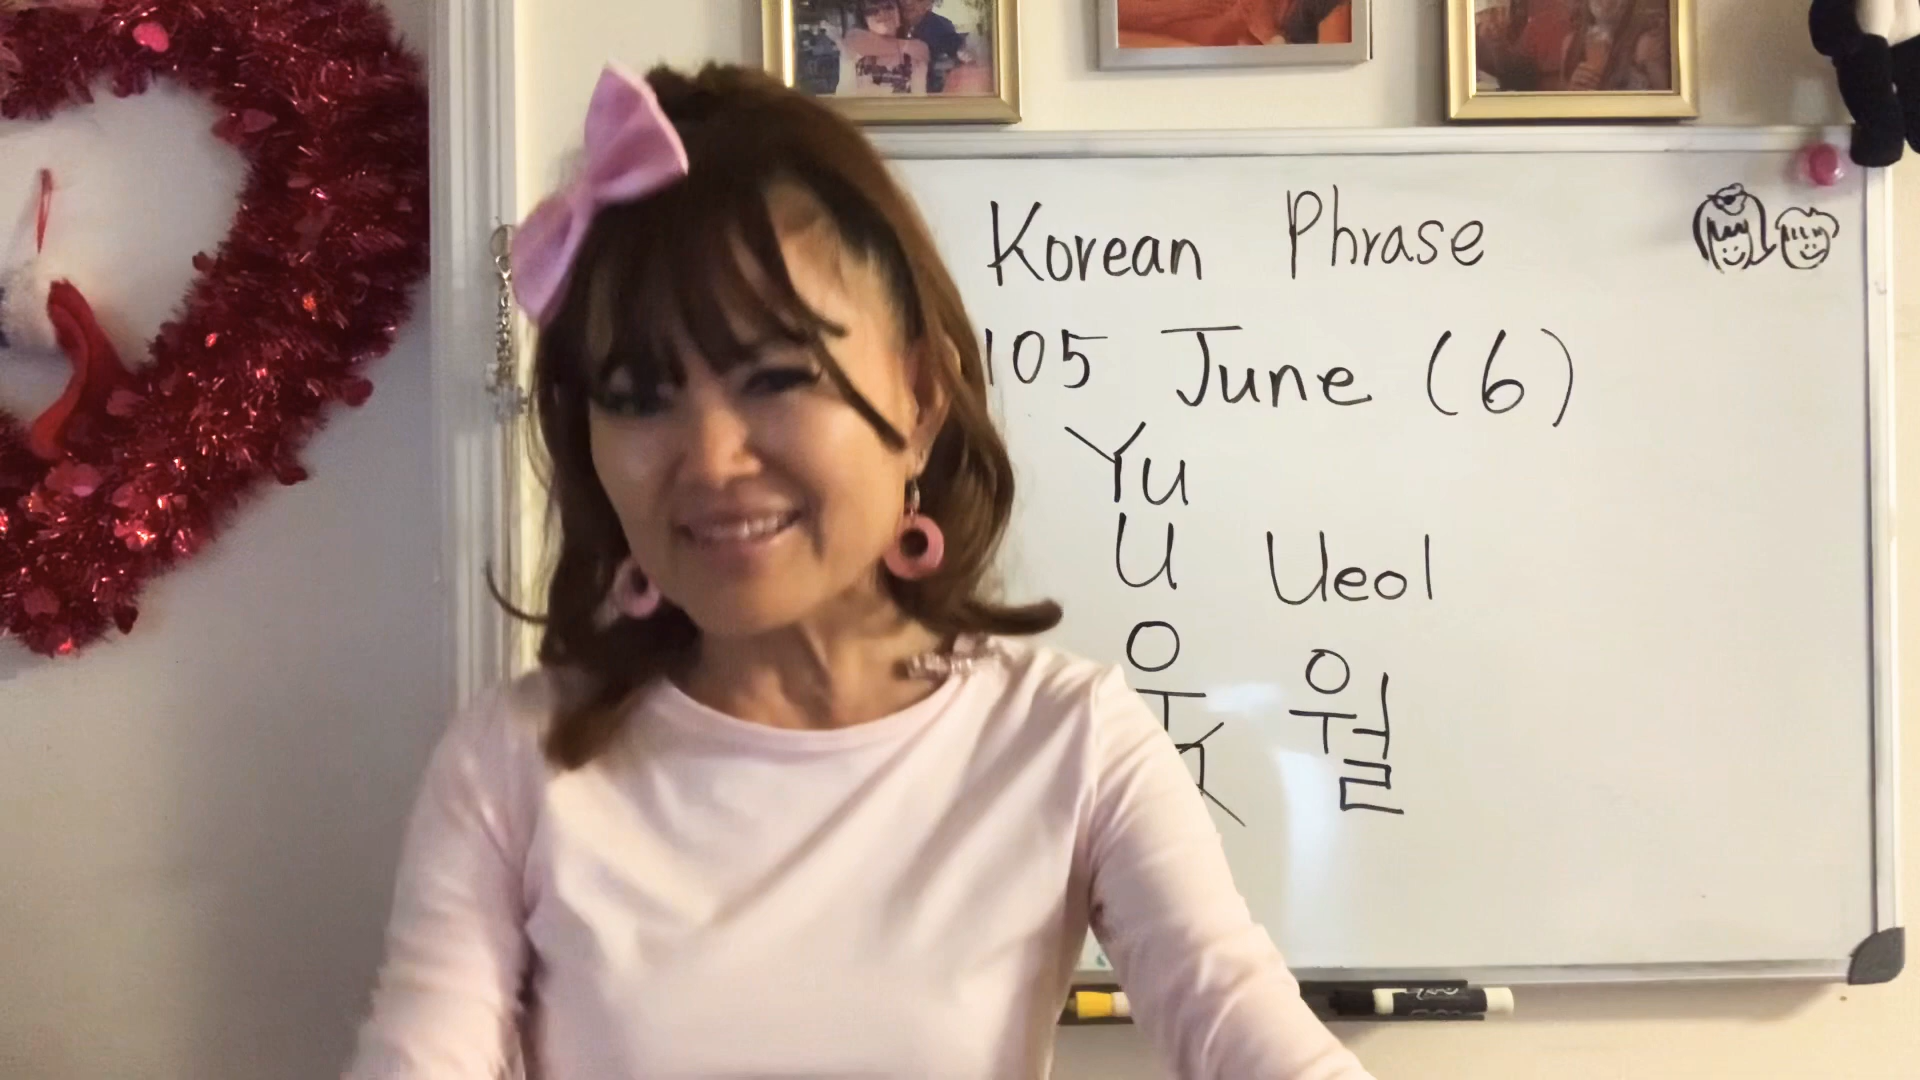 Korean Phrase
105 June (6)
Yu
U Ueol
월